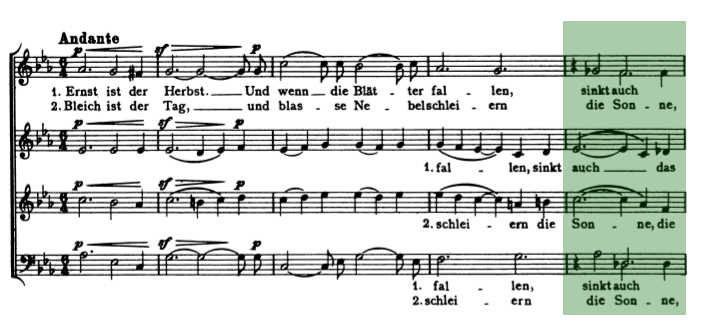 Andante
p sf p
1. Ernst ist der Herbst. Und wenn die Blät - ter fal - len, sinkt auch
2. Bleich ist der Tag, und blas - se Ne - bel schlei - ern die Son - ne,
p sf p
1. fal - len, sinkt auch das
p sf p
2. schlei - ern die Son - ne, die
p sf p
1. fal - len, sinkt auch
2. schlei - ern die Son - ne,